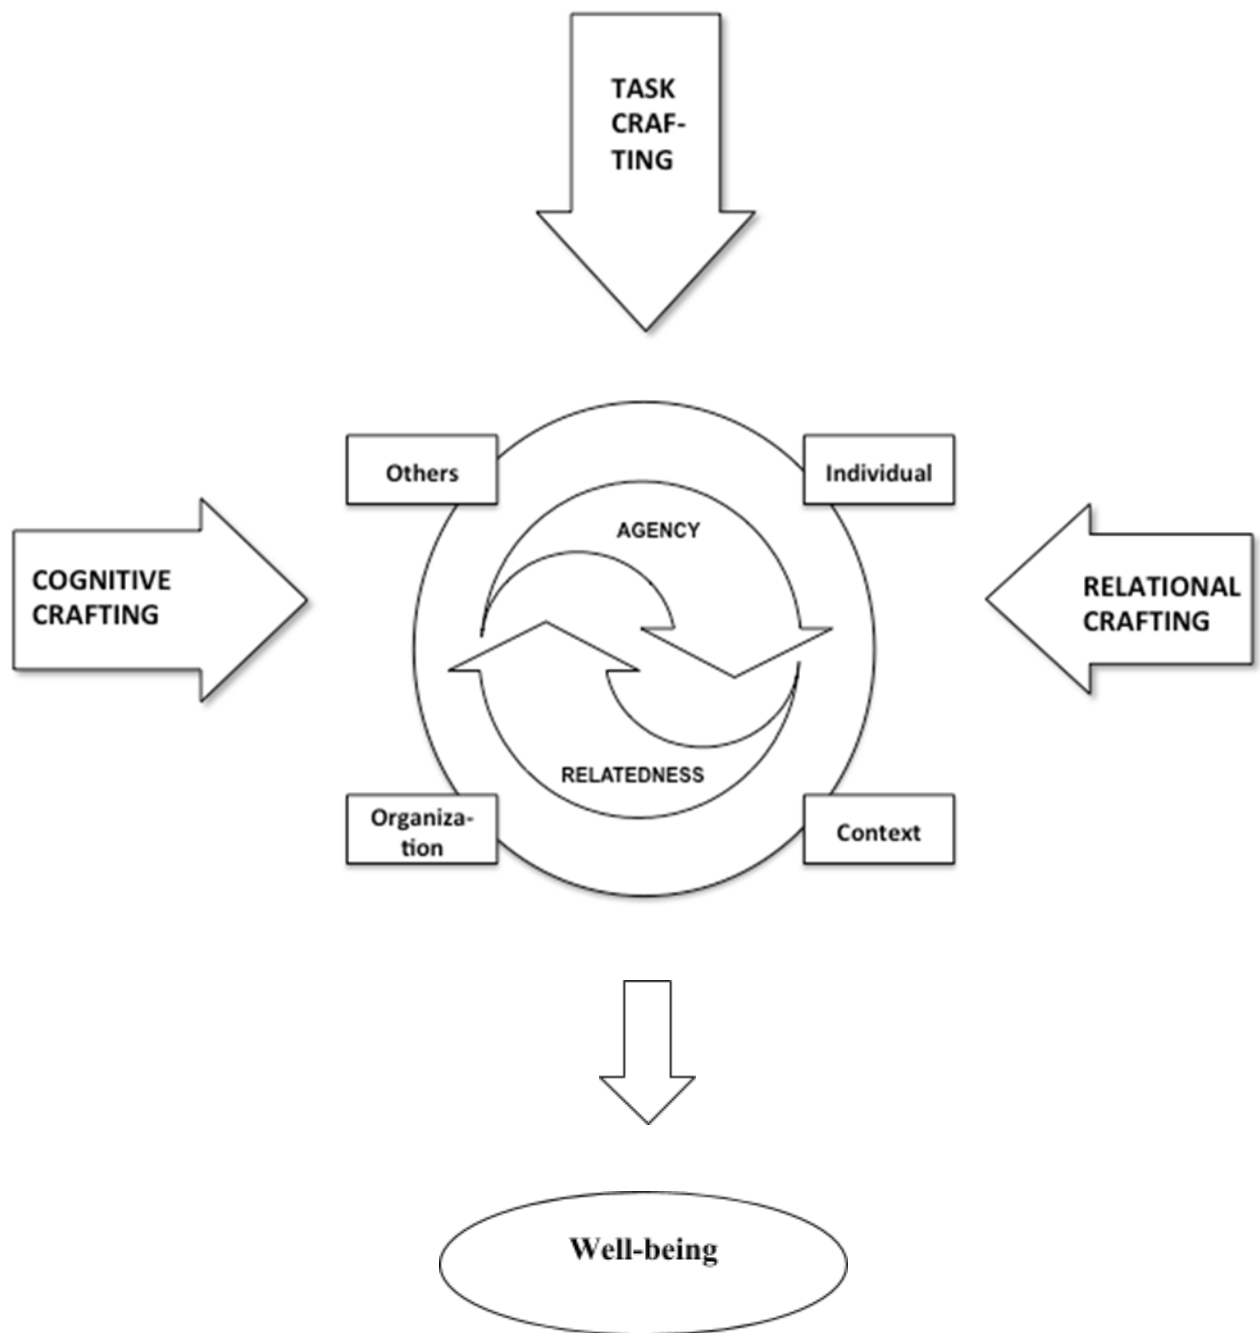 TASK
CRAF-
TING
Others
Individual
AGENCY
COGNITIVE
CRAFTING
RELATIONAL
CRAFTING
RELATEDNESS
Organiza-
tion
Context
Well-being